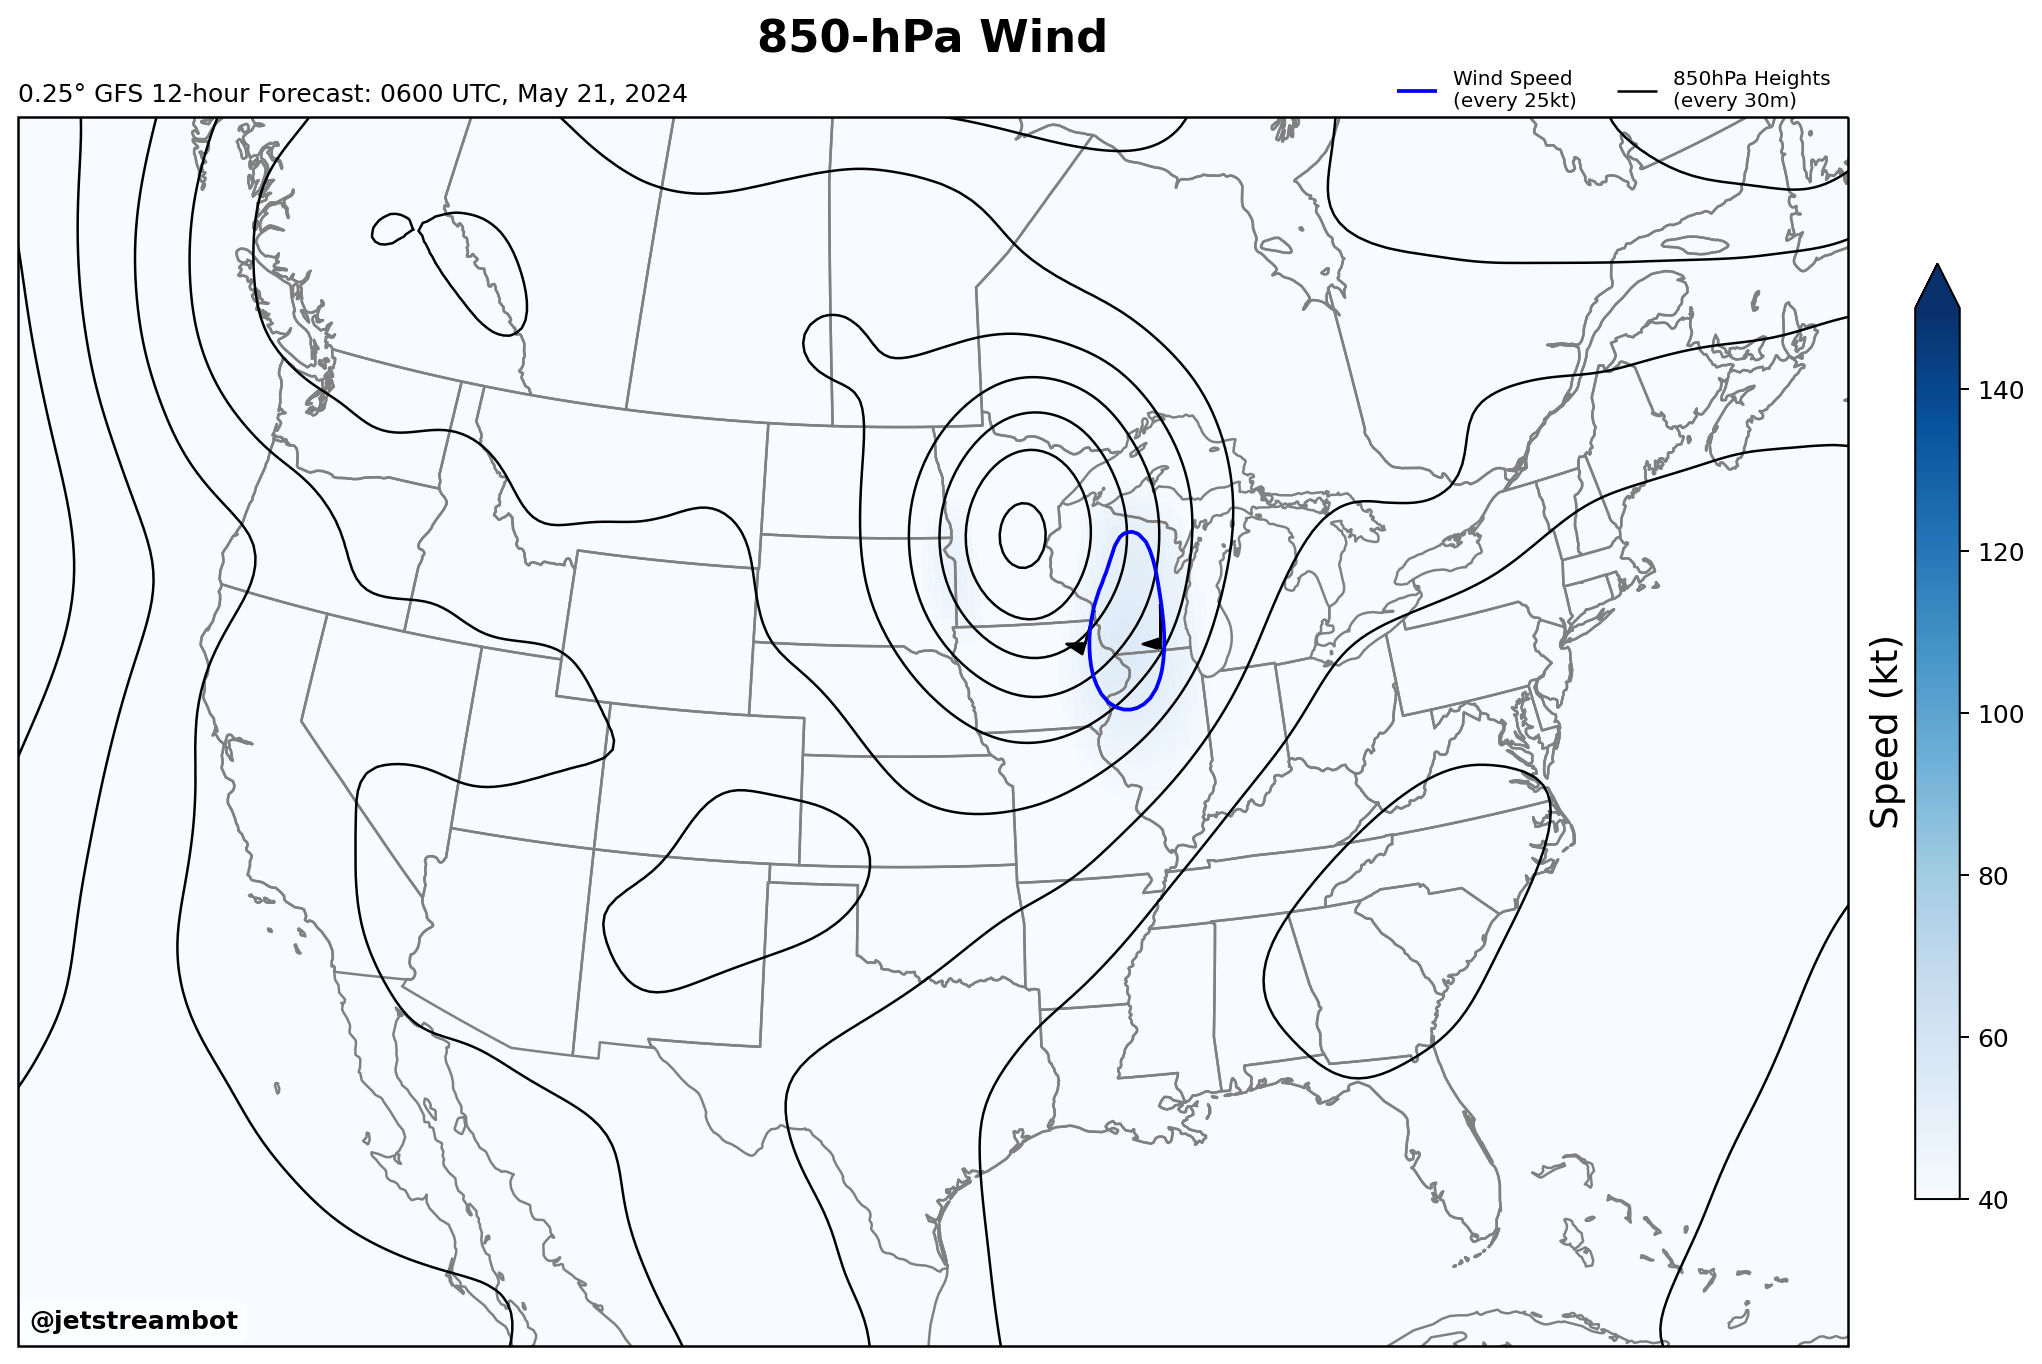 850-hPa Wind
0.25° GFS 12-hour Forecast: 0600 UTC, May 21, 2024
Wind Speed
(every 25kt)
850hPa Heights
(every 30m)
140
120
100
80
60
40
Speed (kt)
@jetstreambot